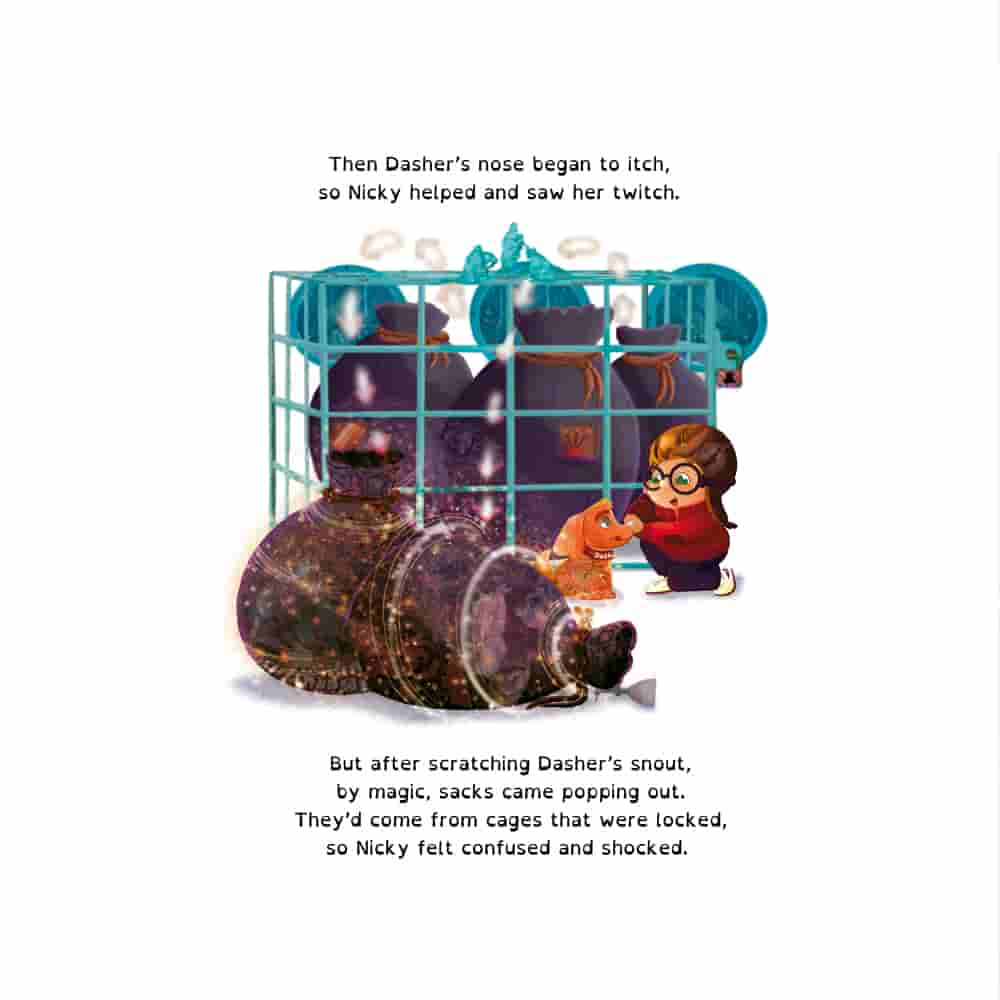 Then Dasher's nose began to itch,
so Nicky helped and saw her twitch.
But after scratching Dasher's snout,
by magic, sacks came popping out.
They'd come from cages that were locked,
so Nicky felt confused and shocked.